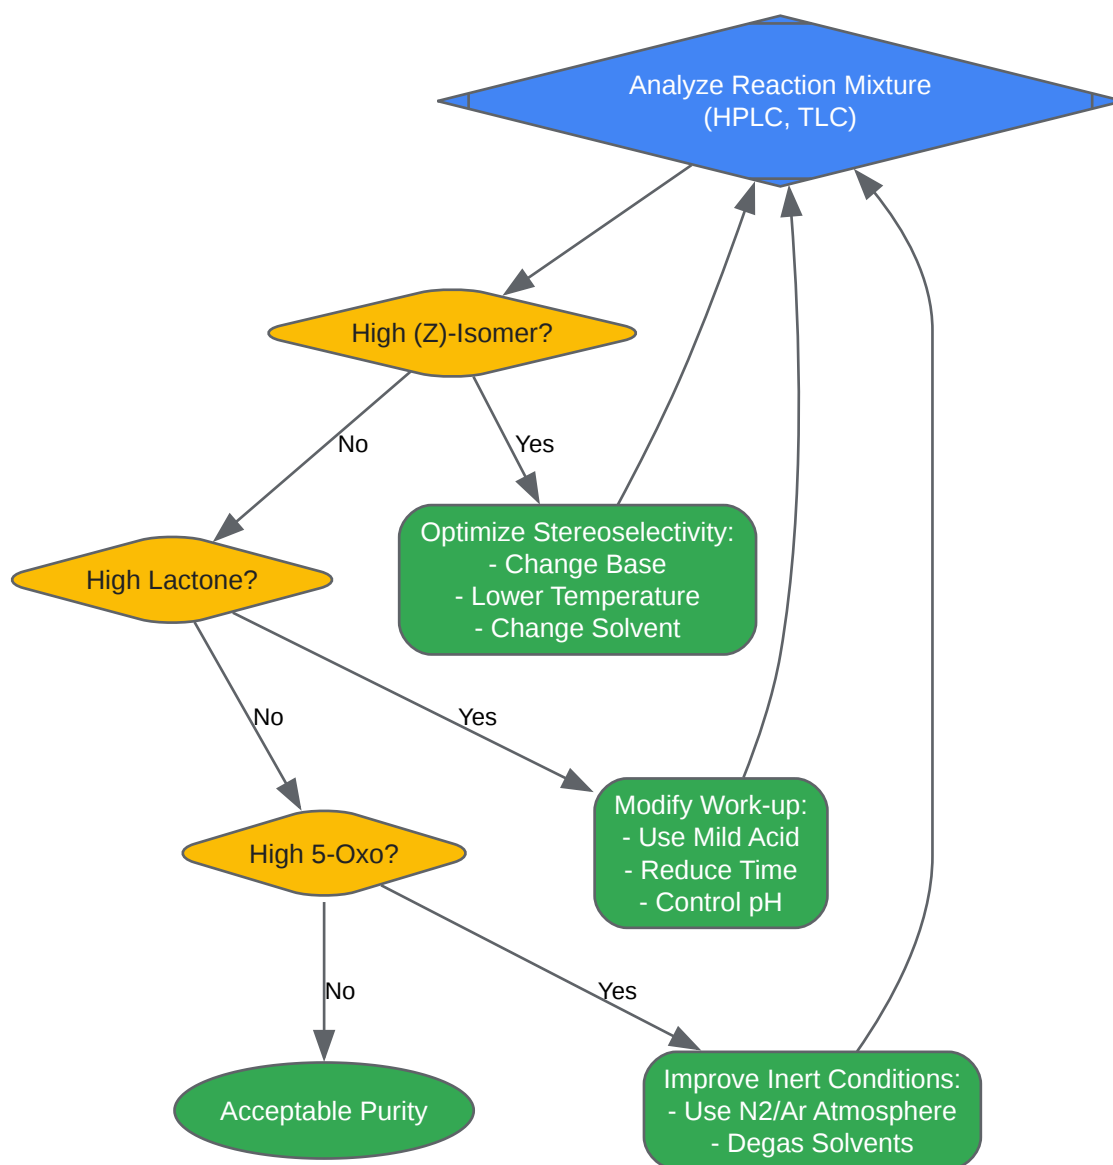 Analyze Reaction Mixture
(HPLC, TLC)
High (Z)-Isomer?
No
Yes
Optimize Stereoselectivity:
- Change Base
- Lower Temperature
- Change Solvent
High Lactone?
No
Yes
Modify Work-up:
- Use Mild Acid
- Reduce Time
- Control pH
High 5-Oxo?
No
Yes
Acceptable Purity
Improve Inert Conditions:
- Use N2/Ar Atmosphere
- Degas Solvents